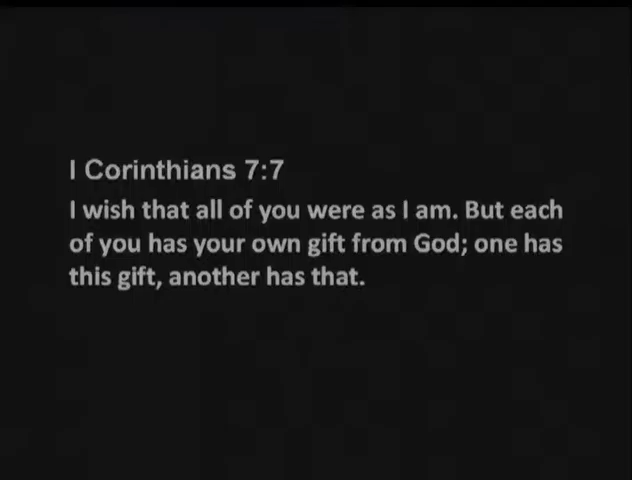 I Corinthians 7:7
I wish that all of you were as I am. But each
of you has your own gift from God; one has
this gift, another has that.